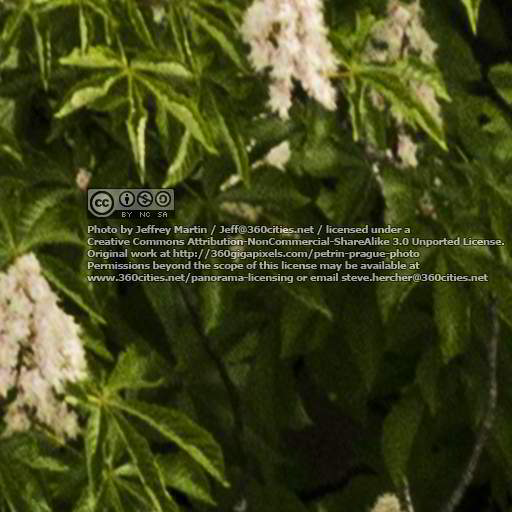 cc
BY NC SA
Photo by Jeffrey Martin / Jeff@360cities.net / licensed under a
Creative Commons Attribution-NonCommercial-ShareAlike 3.0 Unported License.
Original work at http://360gigapixels.com/petrin-prague-photo
Permissions beyond the scope of this license may be available at
www.360cities.net/panorama-licensing or email steve.hercher@360cities.net